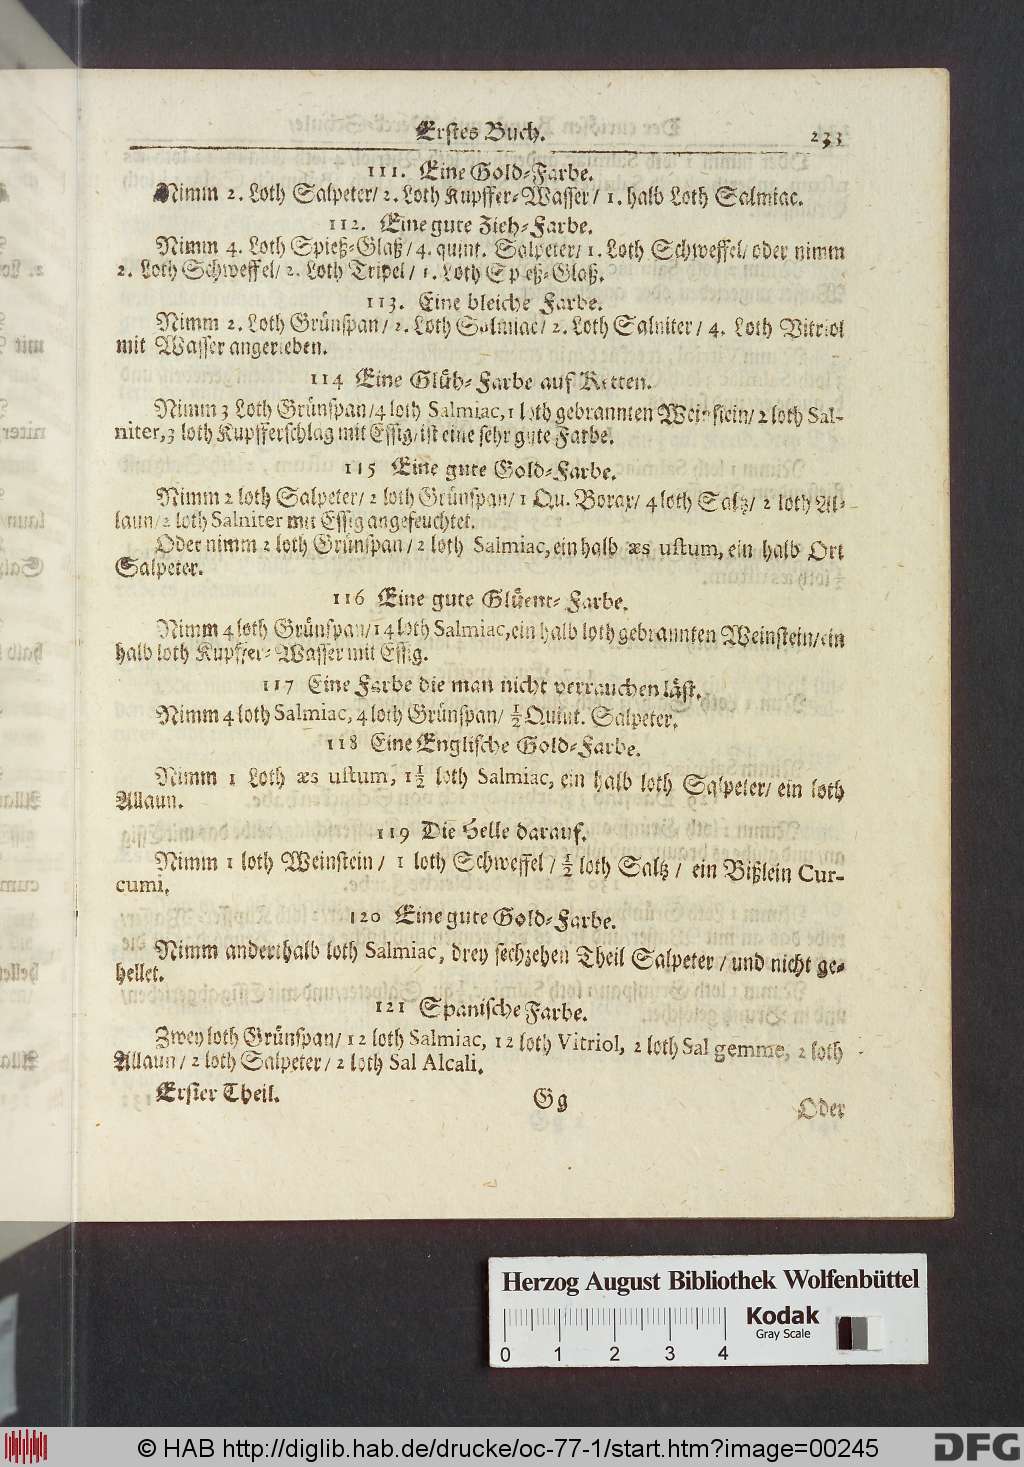 Erstes Buch. 233
111. Eine Gold-Farbe.
Nimm 2. Loth Salpeter/ 2. Loth Kupffer-Wasser/ 1. halb Loth Salmiac.
112. Eine gute Zieh-Farbe.
Nimm 4. Loth Spieß-Glaß/ 4. quint. Salpeter/ 1. Loth Schweffel/ oder nimm
2. Loth Schweffel/ 2. Loth Tripel/ 1. Loth Spieß-Glaß.
113. Eine bleiche Farbe.
Nimm 2. Loth Grünspan/ 2. Loth Salmiac/ 2. Loth Salniter/ 4. Loth Vitriol
mit Wasser angerieben.
114 Eine Glüh-Farbe auf Ketten.
Nimm 3 Loth Grünspan/ 4 loth Salmiac, 1 loth gebrannten Weinstein/ 2 loth Sal-
niter, 3 loth Kupfferschlag mit Essig/ ist eine sehr gute Farbe.
115 Eine gute Gold-Farbe.
Nimm 2 loth Salpeter/ 2 loth Grünspan/ 1 Qu. Borax/ 4 loth Saltz/ 2 loth Al-
laun/ 2 loth Salniter mit Essig angefeuchtet.
Oder nimm 2 loth Grünspan/ 2 loth Salmiac, ein halb æs ustum, ein halb Ort
Salpeter.
116 Eine gute Glüent-Farbe.
Nimm 4 loth Grünspan/ 14 loth Salmiac, ein halb loth gebrannten Weinstein/ ein
halb loth Kupffer-Wasser mit Essig.
117 Eine Farbe die man nicht verrauchen läst.
Nimm 4 loth Salmiac, 4 loth Grünspan/ ½ Quint. Salpeter.
118 Eine Englische Gold-Farbe.
Nimm 1 Loth æs ustum, 1½ loth Salmiac, ein halb loth Salpeter/ ein loth
Allaun.
119 Die Helle darauf.
Nimm 1 loth Weinstein/ 1 loth Schweffel/ ½ loth Saltz/ ein Bißlein Cur-
cumi.
120 Eine gute Gold-Farbe.
Nimm anderthalb loth Salmiac, drey sechzehen Theil Salpeter/ und nicht ge-
hellet.
121 Spanische Farbe.
Zwey loth Grünspan/ 12 loth Salmiac, 12 loth Vitriol, 2 loth Sal gemme, 2 loth
Allaun/ 2 loth Salpeter/ 2 loth Sal Alcali.
Erster Theil. Gg Oder
Herzog August Bibliothek Wolfenbüttel
Kodak
Gray Scale
0 1 2 3 4
© HAB http://diglib.hab.de/drucke/oc-77-1/start.htm?image=00245
DFG